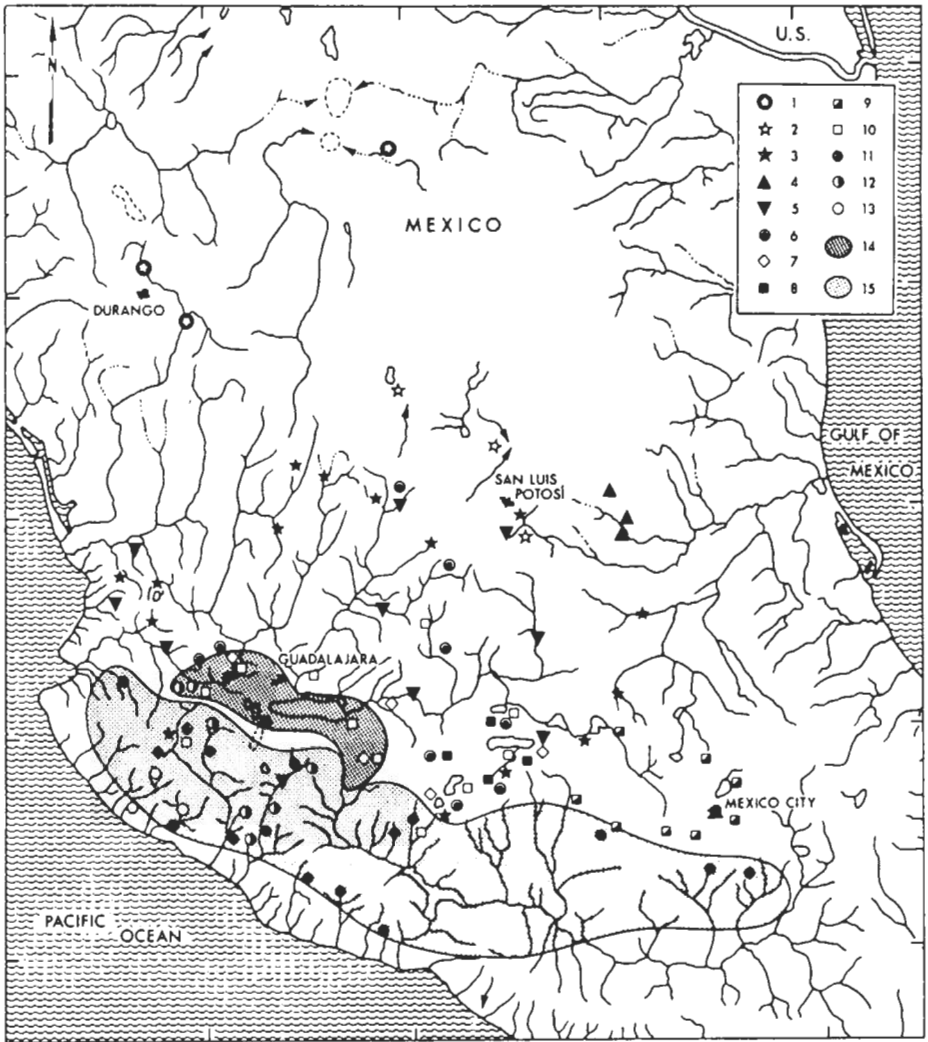 N
U.S.
1
2
3
4
5
6
7
8
9
10
11
12
13
14
15
MEXICO
DURANGO
GULF OF
MEXICO
SAN LUIS
POTOSÍ
GUADALAJARA
MEXICO CITY
PACIFIC
OCEAN